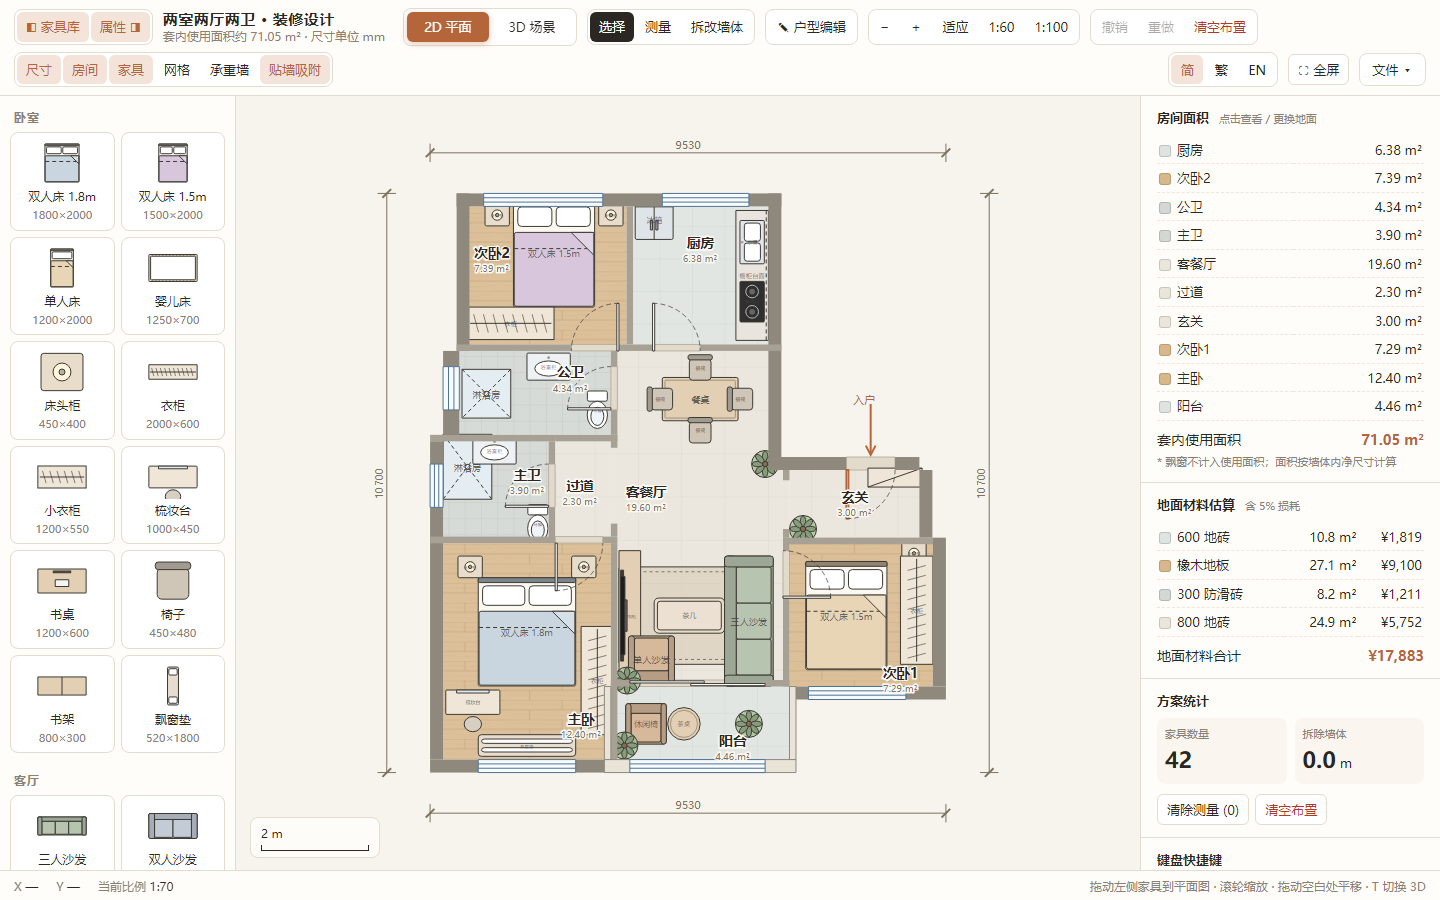 家具库
属性
两室两厅两卫 • 装修设计
套内使用面积约 71.05 m² · 尺寸单位 mm
2D 平面
3D 场景
选择
测量
拆改墙体
户型编辑
−
+
适应
1:60
1:100
撤销
重做
清空布置
尺寸
房间
家具
网格
承重墙
贴墙吸附
简
繁
EN
全屏
文件
卧室
双人床 1.8m
1800×2000
双人床 1.5m
1500×2000
单人床
1200×2000
婴儿床
1250×700
床头柜
450×400
衣柜
2000×600
小衣柜
1200×550
梳妆台
1000×450
书桌
1200×600
椅子
450×480
书架
800×300
飘窗垫
520×1800
客厅
三人沙发
双人沙发
9530
10700
10700
9530
次卧2
7.39 m²
双人床 1.5m
厨房
6.38 m²
橱柜台面
公卫
4.34 m²
淋浴房
餐桌
入户
淋浴房
主卫
3.90 m²
过道
2.30 m²
客餐厅
19.60 m²
玄关
3.00 m²
双人床 1.8m
茶几
三人沙发
单人沙发
双人床 1.5m
次卧1
7.29 m²
主卧
12.40 m²
梳妆台
休闲椅
茶桌
阳台
4.46 m²
2 m
房间面积
点击查看 / 更换地面
厨房 6.38 m²
次卧2 7.39 m²
公卫 4.34 m²
主卫 3.90 m²
客餐厅 19.60 m²
过道 2.30 m²
玄关 3.00 m²
次卧1 7.29 m²
主卧 12.40 m²
阳台 4.46 m²
套内使用面积 71.05 m²
* 飘窗不计入使用面积；面积按墙体内净尺寸计算
地面材料估算 含 5% 损耗
600 地砖 10.8 m² ¥1,819
橡木地板 27.1 m² ¥9,100
300 防滑砖 8.2 m² ¥1,211
800 地砖 24.9 m² ¥5,752
地面材料合计 ¥17,883
方案统计
家具数量
42
拆除墙体
0.0 m
清除测量 (0)
清空布置
键盘快捷键
X —
Y —
当前比例 1:70
拖动左侧家具到平面图 · 滚轮缩放 · 拖动空白处平移 · T 切换 3D